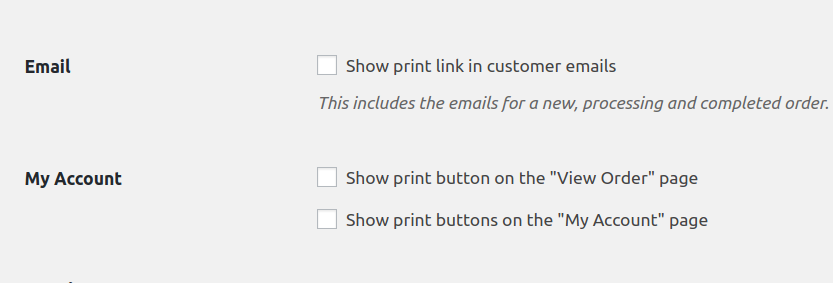 Email
Show print link in customer emails
This includes the emails for a new, processing and completed order.
My Account
Show print button on the "View Order" page
Show print buttons on the "My Account" page